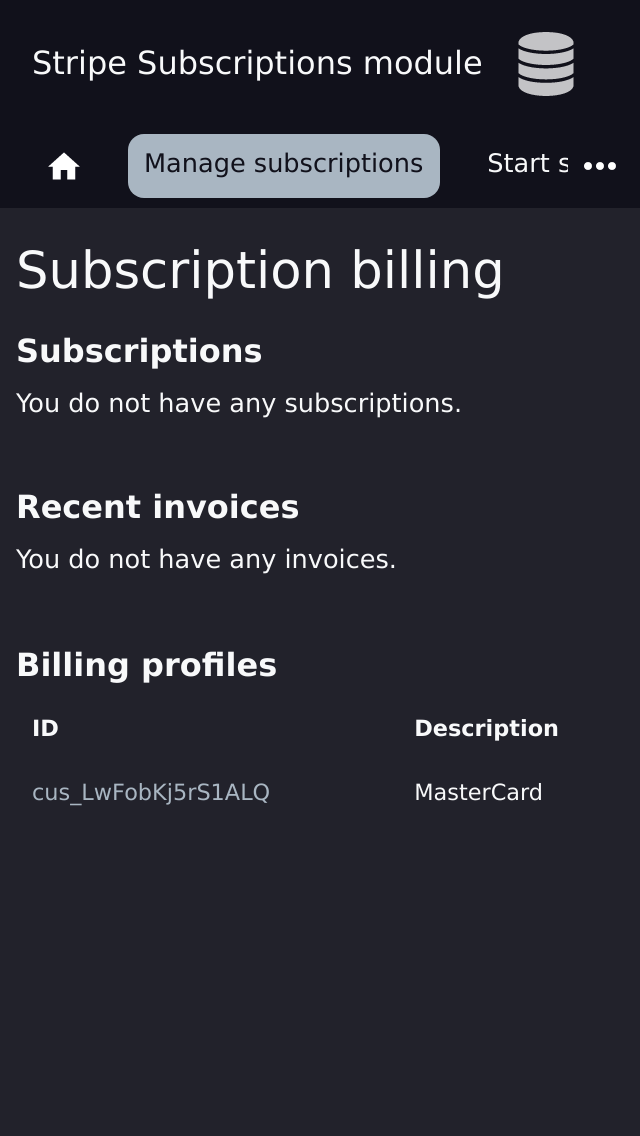 Stripe Subscriptions module
Manage subscriptions
Start s
Subscription billing
Subscriptions
You do not have any subscriptions.
Recent invoices
You do not have any invoices.
Billing profiles
ID Description
cus_LwFobKj5rS1ALQ MasterCard